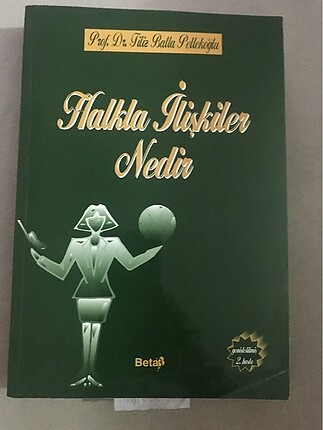 Prof. Dr. Filiz Balta Peltekoğlu
Halkla İlişkiler
Nedir
Beta
genişletilmiş
2. baskı